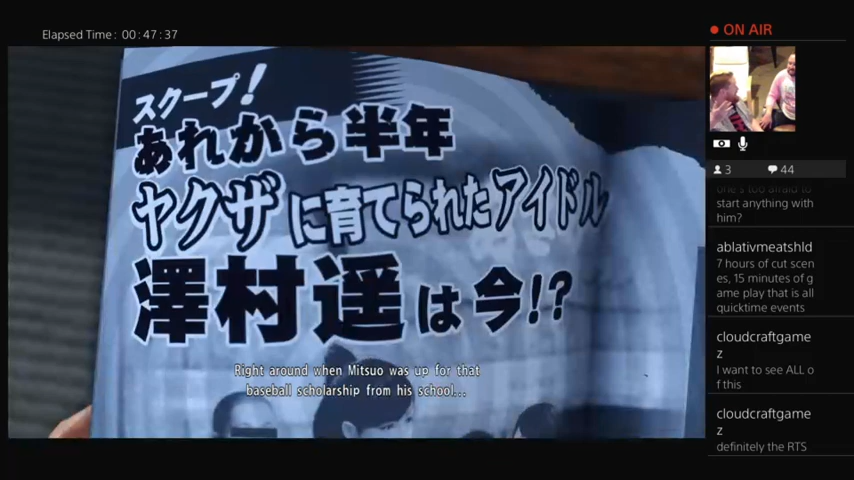 Elapsed Time: 00:47:37
スクープ!
あれから半年
ヤクザに育てられたアイドル
澤村遥は今!?
Right around when Mitsuo was up for that
baseball scholarship from his school...
ON AIR
3
44
one's too afraid to
start anything with
him?
ablativmeatshld
7 hours of cut scen
es, 15 minutes of g
ame play that is all
quicktime events
cloudcraftgame
z
I want to see ALL o
f this
cloudcraftgame
z
definitely the RTS